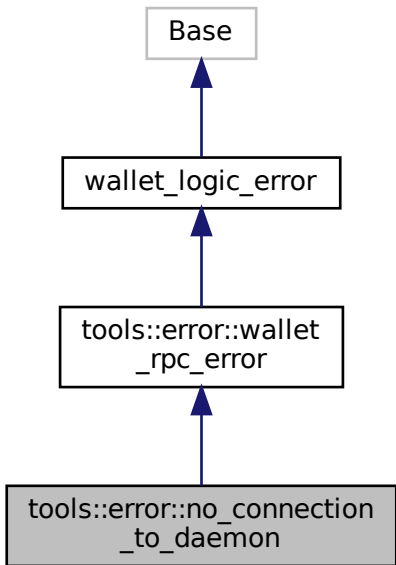 Base
wallet_logic_error
tools::error::wallet
_rpc_error
tools::error::no_connection
_to_daemon